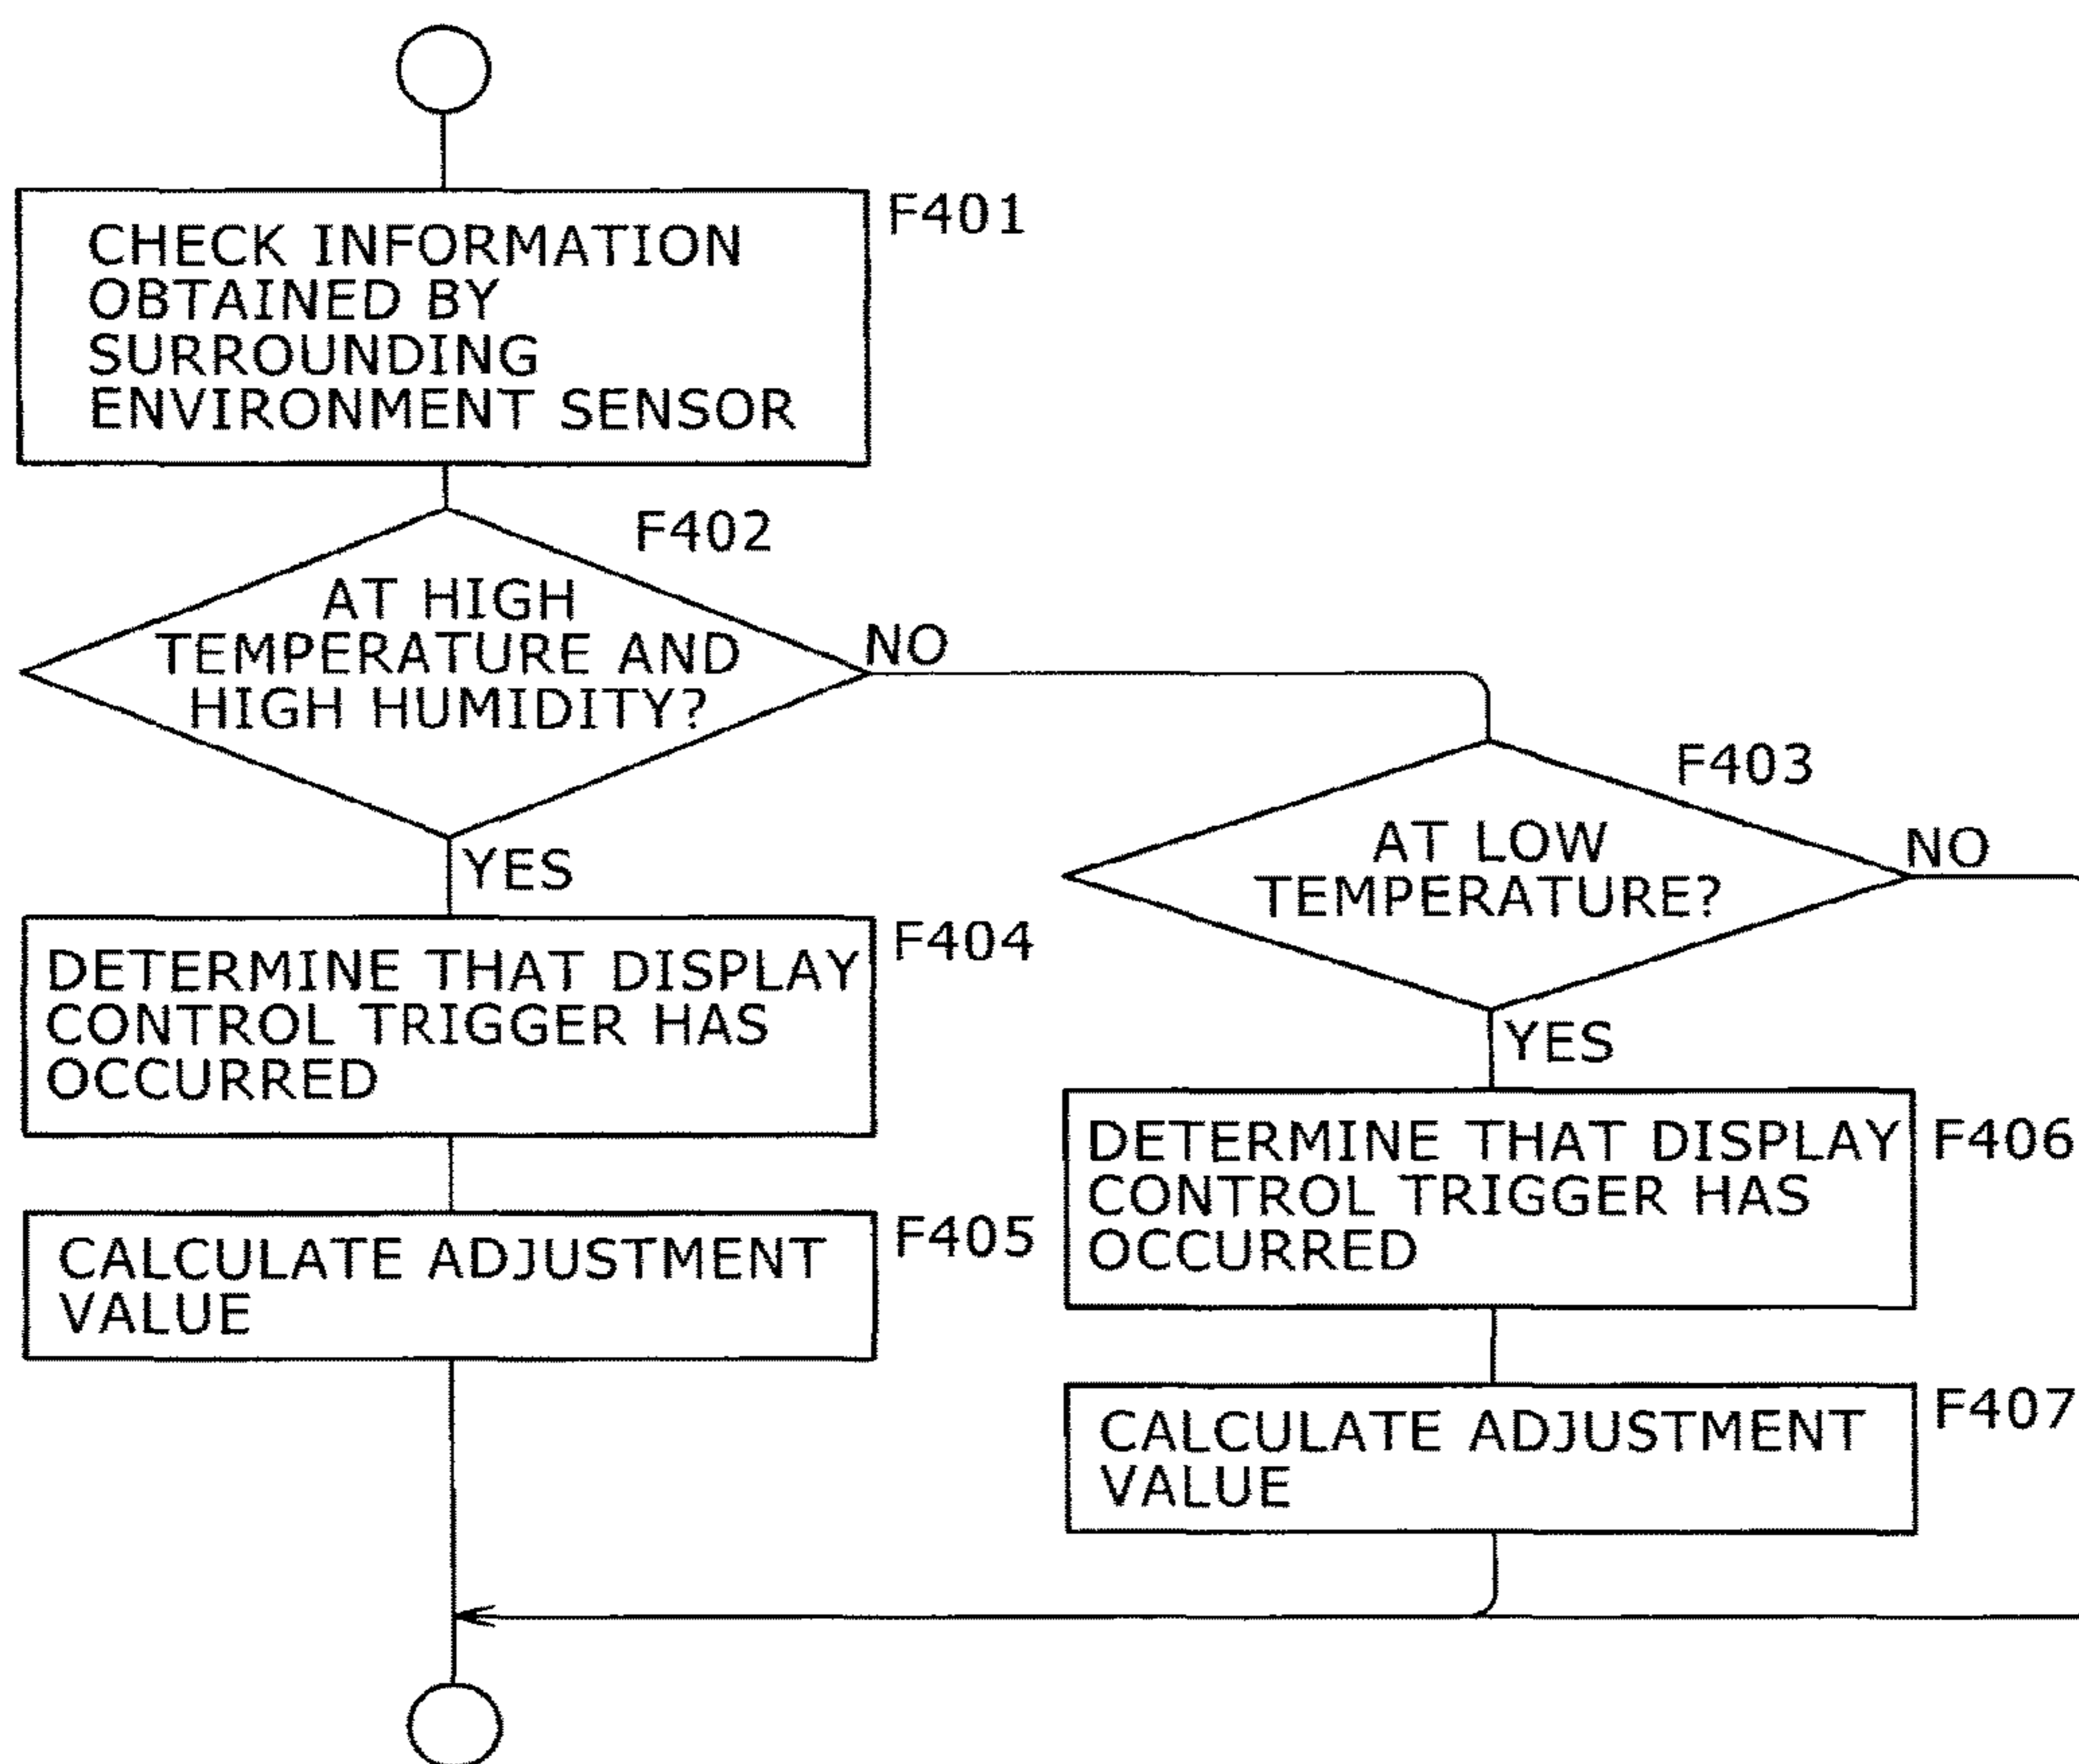 F401
CHECK INFORMATION
OBTAINED BY
SURROUNDING
ENVIRONMENT SENSOR
F402
AT HIGH
TEMPERATURE AND
HIGH HUMIDITY?
NO
YES
F403
AT LOW
TEMPERATURE?
NO
YES
F404
DETERMINE THAT DISPLAY
CONTROL TRIGGER HAS
OCCURRED
F405
CALCULATE ADJUSTMENT
VALUE
F406
DETERMINE THAT DISPLAY
CONTROL TRIGGER HAS
OCCURRED
F407
CALCULATE ADJUSTMENT
VALUE